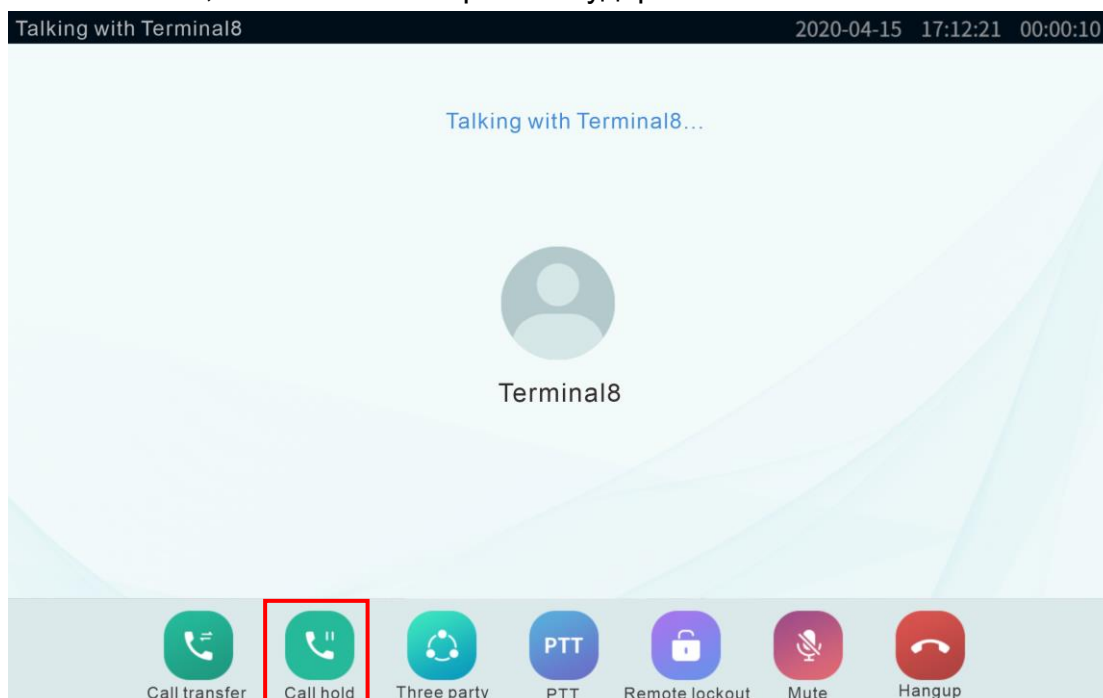 Talking with Terminal8 2020-04-15 17:12:21 00:00:10
Talking with Terminal8...
Terminal8
PTT
Call transfer Call hold Three party PTT Remote lockout Mute Hangup